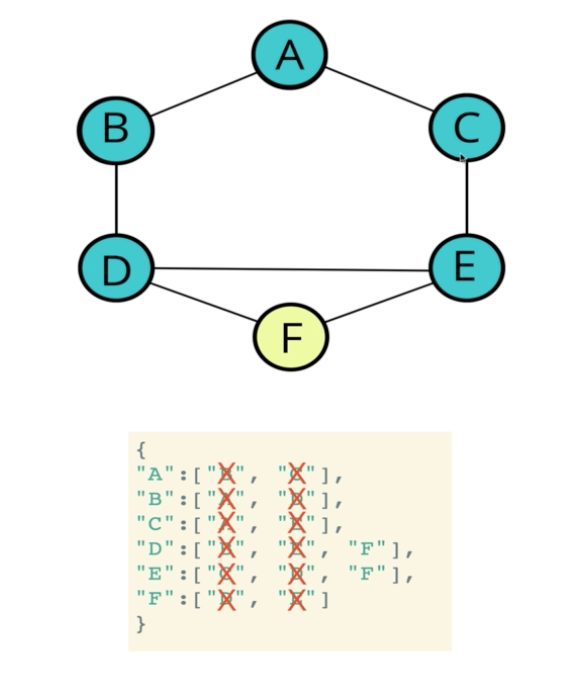 A
B C
D E
F
{
"A":["B", "C"],
"B":["A", "D"],
"C":["A", "E"],
"D":["B", "E", "F"],
"E":["C", "D", "F"],
"F":["D", "E"]
}